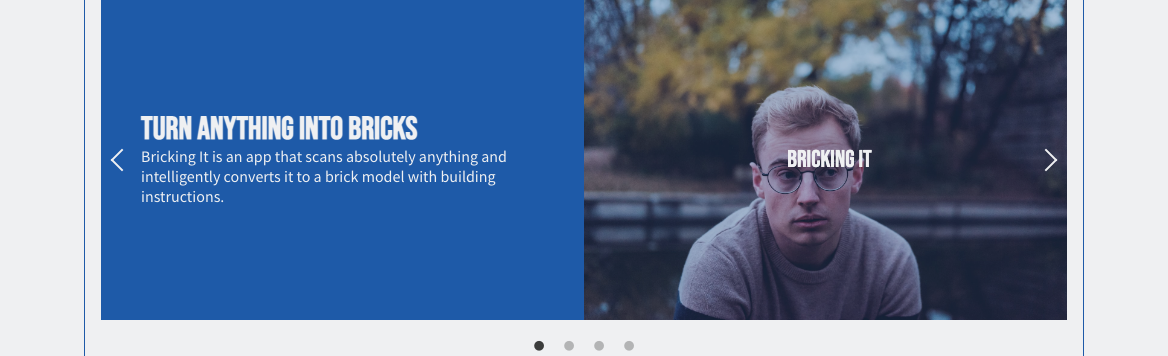 TURN ANYTHING INTO BRICKS
Bricking It is an app that scans absolutely anything and
intelligently converts it to a brick model with building
instructions.
BRICKING IT